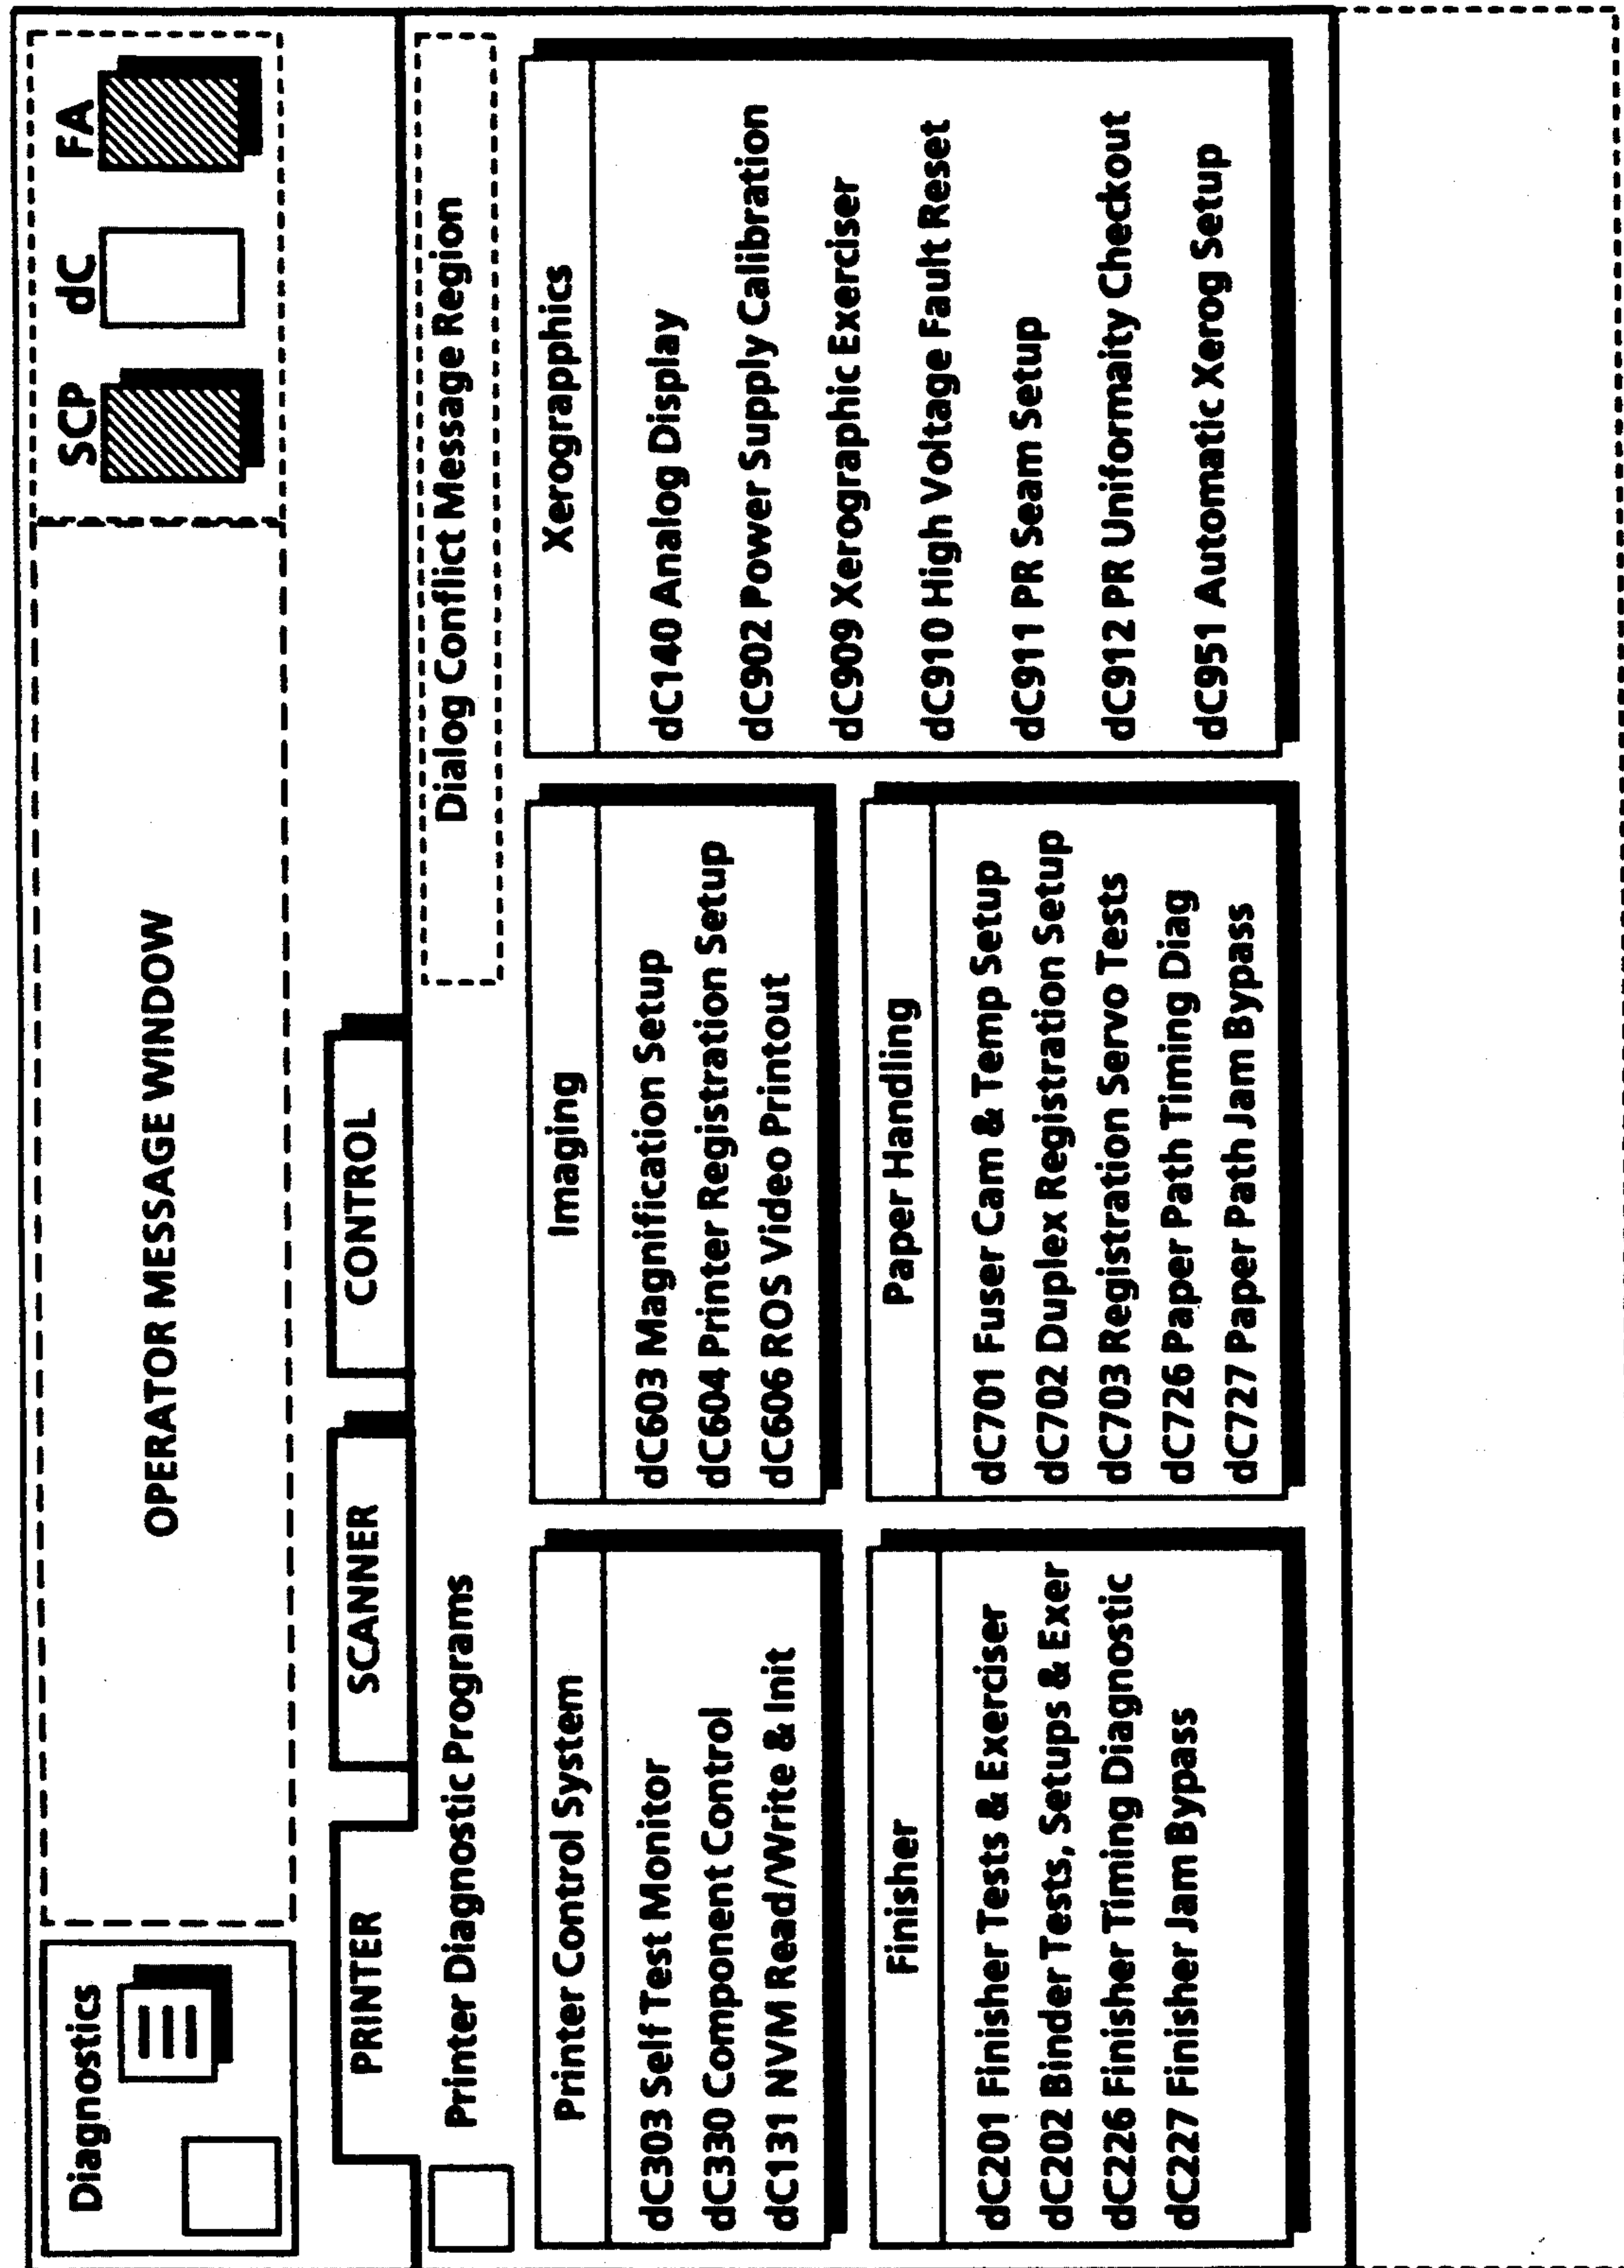 Diagnostics
OPERATOR MESSAGE WINDOW
SCP
dC
FA
PRINTER
SCANNER
CONTROL
Printer Diagnostic Programs
Dialog Conflict Message Region
Printer Control System
dC303 Self Test Monitor
dC330 Component Control
dC131 NVM Read/Write & Init
Imaging
dC603 Magnification Setup
dC604 Printer Registration Setup
dC606 ROS Video Printout
Xerographics
dC140 Analog Display
dC902 Power Supply Calibration
dC909 Xerographic Exerciser
dC910 High Voltage Fault Reset
dC911 PR Seam Setup
dC912 PR Uniformaity Checkout
dC951 Automatic Xerog Setup
Finisher
dC201 Finisher Tests & Exerciser
dC202 Binder Tests, Setups & Exer
dC226 Finisher Timing Diagnostic
dC227 Finisher Jam Bypass
Paper Handling
dC701 Fuser Cam & Temp Setup
dC702 Duplex Registration Setup
dC703 Registration Servo Tests
dC726 Paper Path Timing Diag
dC727 Paper Path Jam Bypass